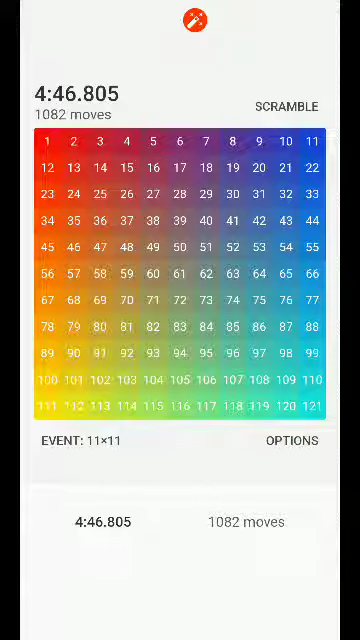 4:46.805
1082 moves
SCRAMBLE
1 2 3 4 5 6 7 8 9 10 11
12 13 14 15 16 17 18 19 20 21 22
23 24 25 26 27 28 29 30 31 32 33
34 35 36 37 38 39 40 41 42 43 44
45 46 47 48 49 50 51 52 53 54 55
56 57 58 59 60 61 62 63 64 65 66
67 68 69 70 71 72 73 74 75 76 77
78 79 80 81 82 83 84 85 86 87 88
89 90 91 92 93 94 95 96 97 98 99
100 101 102 103 104 105 106 107 108 109 110
111 112 113 114 115 116 117 118 119 120 121
EVENT: 11×11 OPTIONS
4:46.805 1082 moves